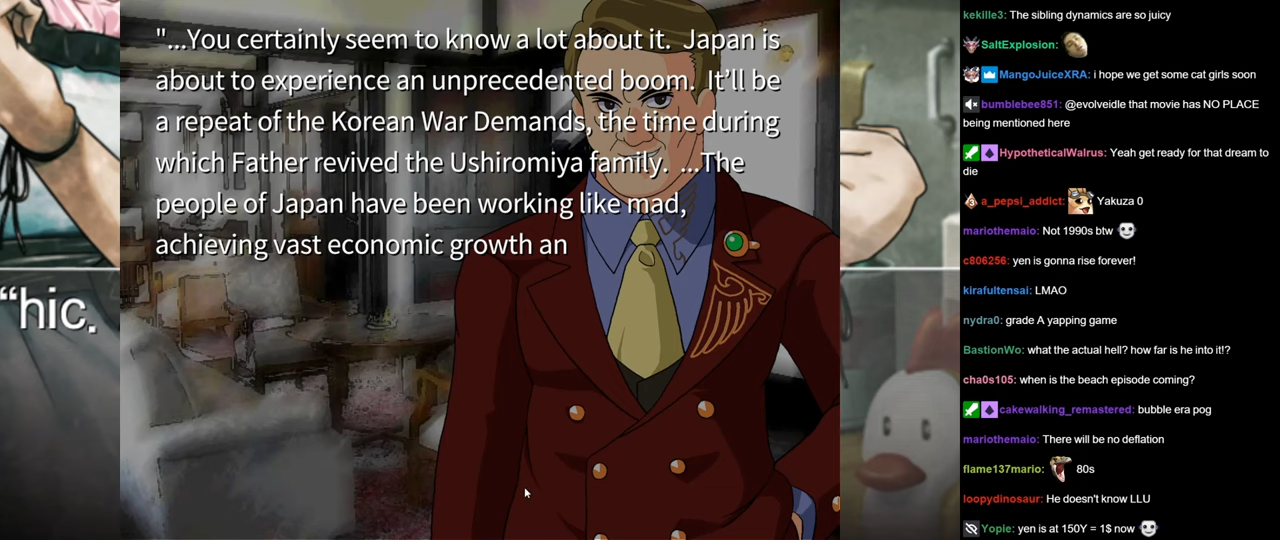 "...You certainly seem to know a lot about it. Japan is
about to experience an unprecedented boom. It'll be
a repeat of the Korean War Demands, the time during
which Father revived the Ushiromiya family. ...The
people of Japan have been working like mad,
achieving vast economic growth an
“hic.
kekille3: The sibling dynamics are so juicy
SaltExplosion:
MangoJuiceXRA: i hope we get some cat girls soon
bumblebee851: @evolveidle that movie has NO PLACE
being mentioned here
HypotheticalWalrus: Yeah get ready for that dream to
die
a_pepsi_addict: Yakuza 0
mariothemaio: Not 1990s btw
c806256: yen is gonna rise forever!
kirafultensai: LMAO
nydra0: grade A yapping game
BastionWo: what the actual hell? how far is he into it!?
cha0s105: when is the beach episode coming?
cakewalking_remastered: bubble era pog
mariothemaio: There will be no deflation
flame137mario: 80s
loopydinosaur: He doesn't know LLU
Yopie: yen is at 150Y = 1$ now